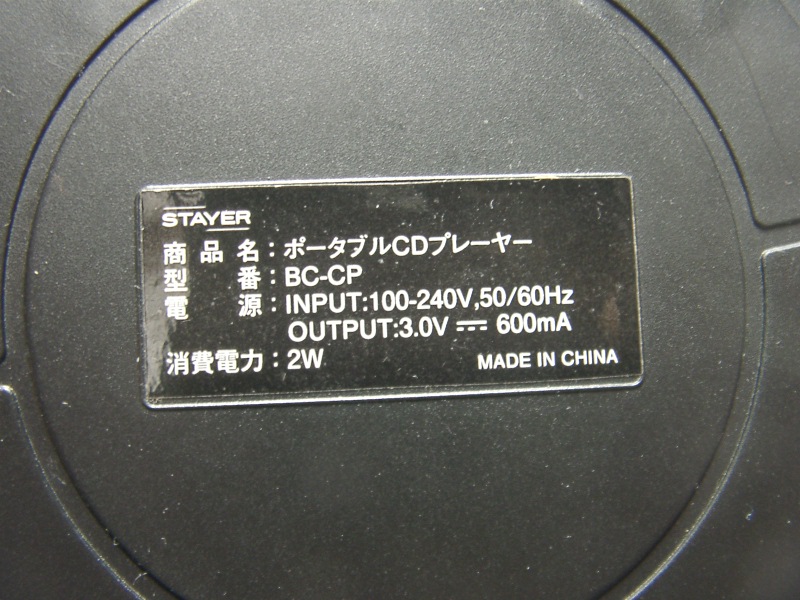 STAYER
商品名：ポータブルCDプレーヤー
型番：BC-CP
電源：INPUT:100-240V,50/60Hz
OUTPUT:3.0V ⎓ 600mA
消費電力：2W
MADE IN CHINA